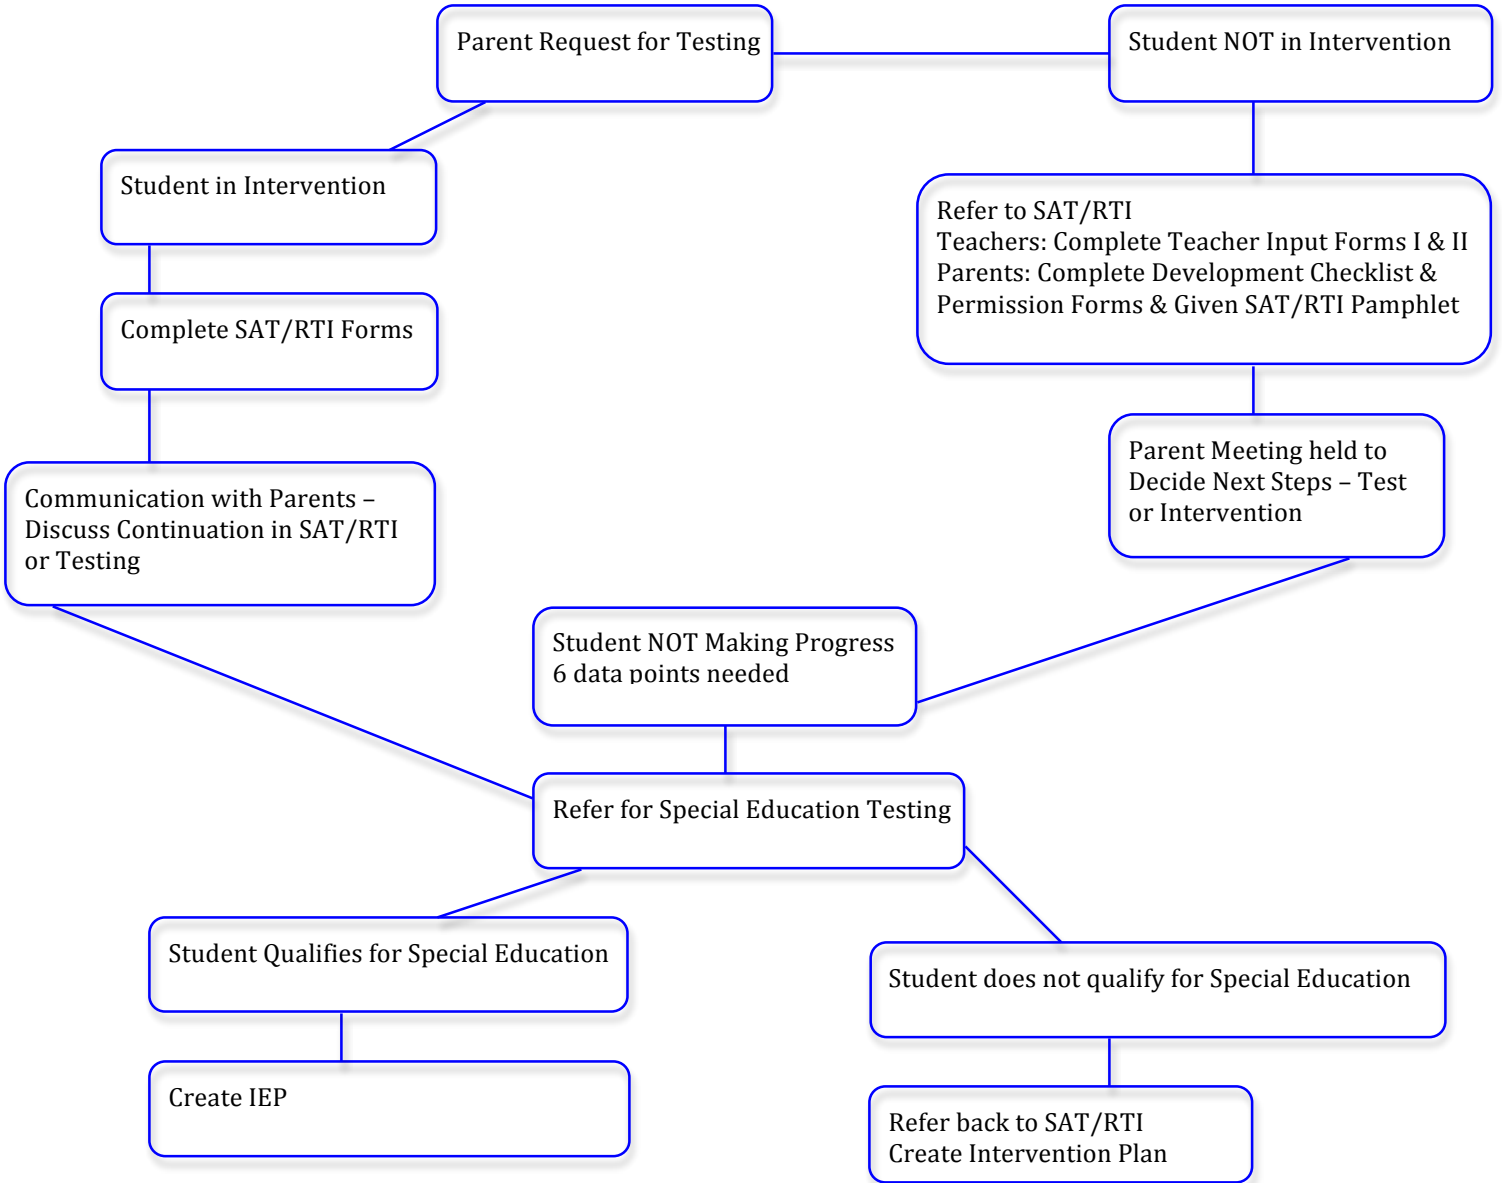 Parent Request for Testing
Student NOT in Intervention
Student in Intervention
Refer to SAT/RTI
Teachers: Complete Teacher Input Forms I & II
Parents: Complete Development Checklist &
Permission Forms & Given SAT/RTI Pamphlet
Complete SAT/RTI Forms
Parent Meeting held to
Decide Next Steps – Test
or Intervention
Communication with Parents –
Discuss Continuation in SAT/RTI
or Testing
Student NOT Making Progress
6 data points needed
Refer for Special Education Testing
Student Qualifies for Special Education
Student does not qualify for Special Education
Create IEP
Refer back to SAT/RTI
Create Intervention Plan